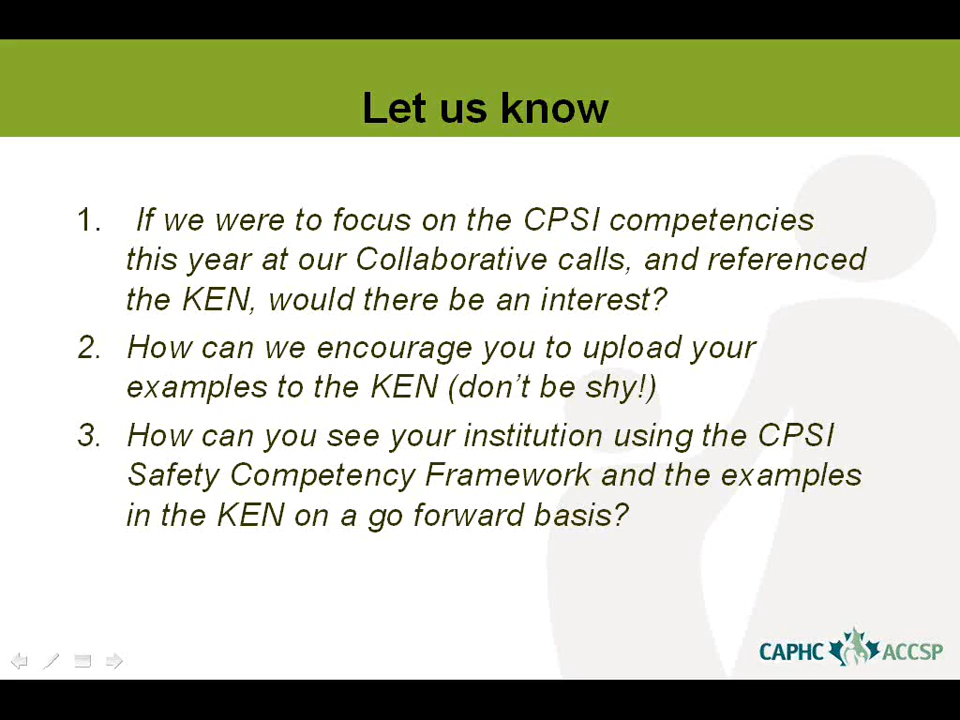 Let us know
1. If we were to focus on the CPSI competencies
this year at our Collaborative calls, and referenced
the KEN, would there be an interest?
2. How can we encourage you to upload your
examples to the KEN (don't be shy!)
3. How can you see your institution using the CPSI
Safety Competency Framework and the examples
in the KEN on a go forward basis?
CAPHC ACCSP